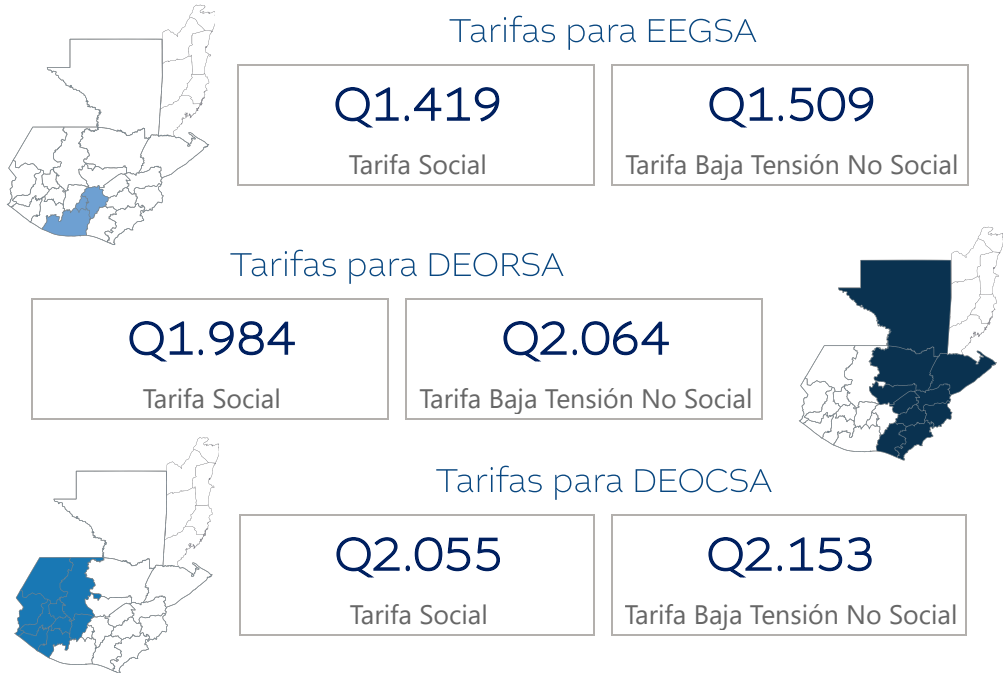 Tarifas para EEGSA
Q1.419
Tarifa Social
Q1.509
Tarifa Baja Tensión No Social
Tarifas para DEORSA
Q1.984
Tarifa Social
Q2.064
Tarifa Baja Tensión No Social
Tarifas para DEOCSA
Q2.055
Tarifa Social
Q2.153
Tarifa Baja Tensión No Social